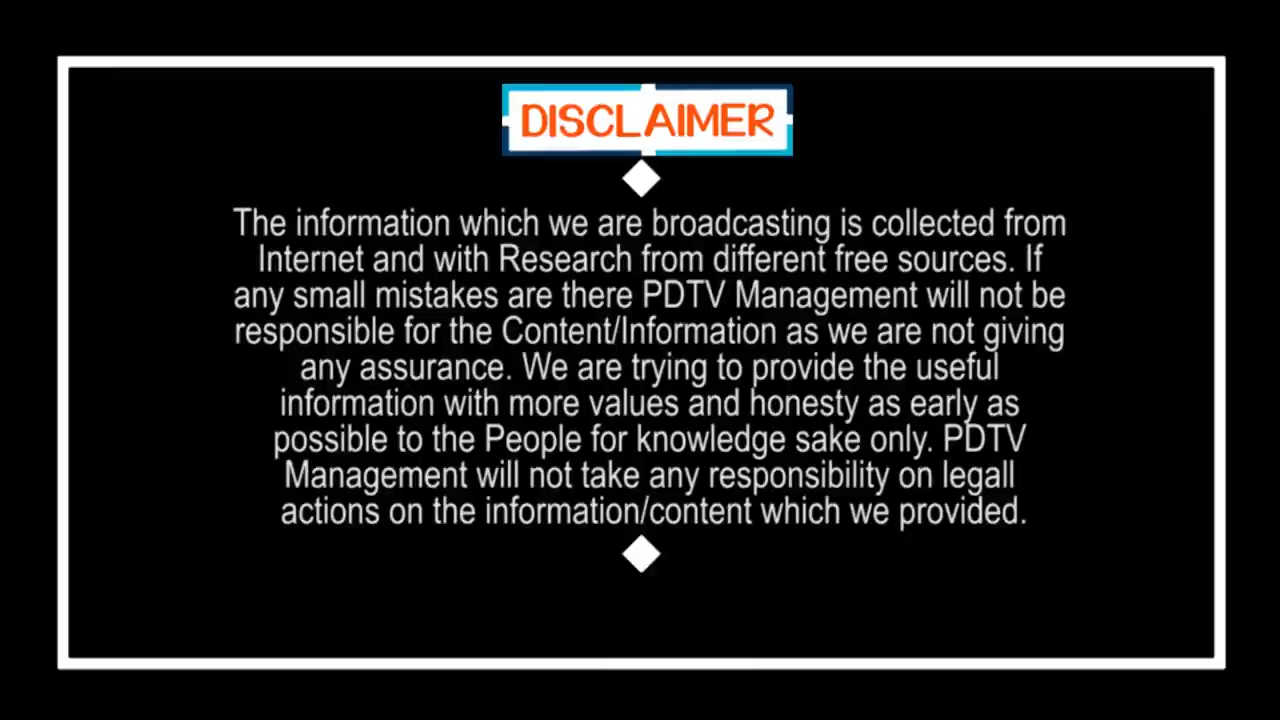 DISCLAIMER
The information which we are broadcasting is collected from
Internet and with Research from different free sources. If
any small mistakes are there PDTV Management will not be
responsible for the Content/Information as we are not giving
any assurance. We are trying to provide the useful
information with more values and honesty as early as
possible to the People for knowledge sake only. PDTV
Management will not take any responsibility on legall
actions on the information/content which we provided.